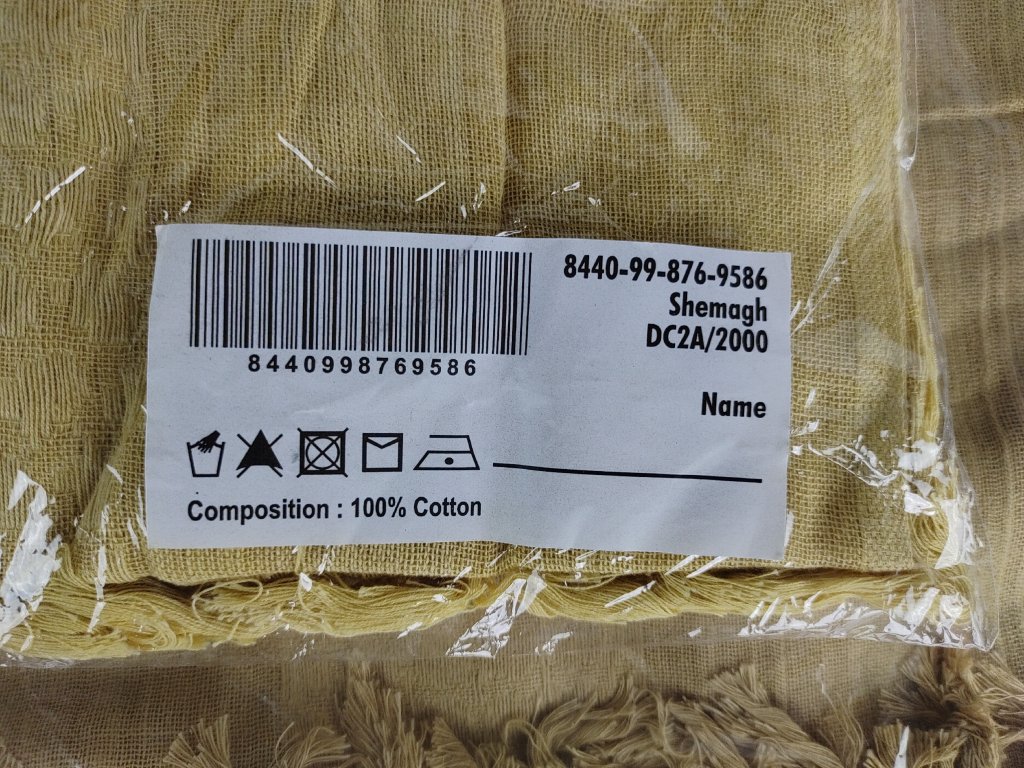 8440998769586
8440-99-876-9586
Shemagh
DC2A/2000
Name
Composition : 100% Cotton